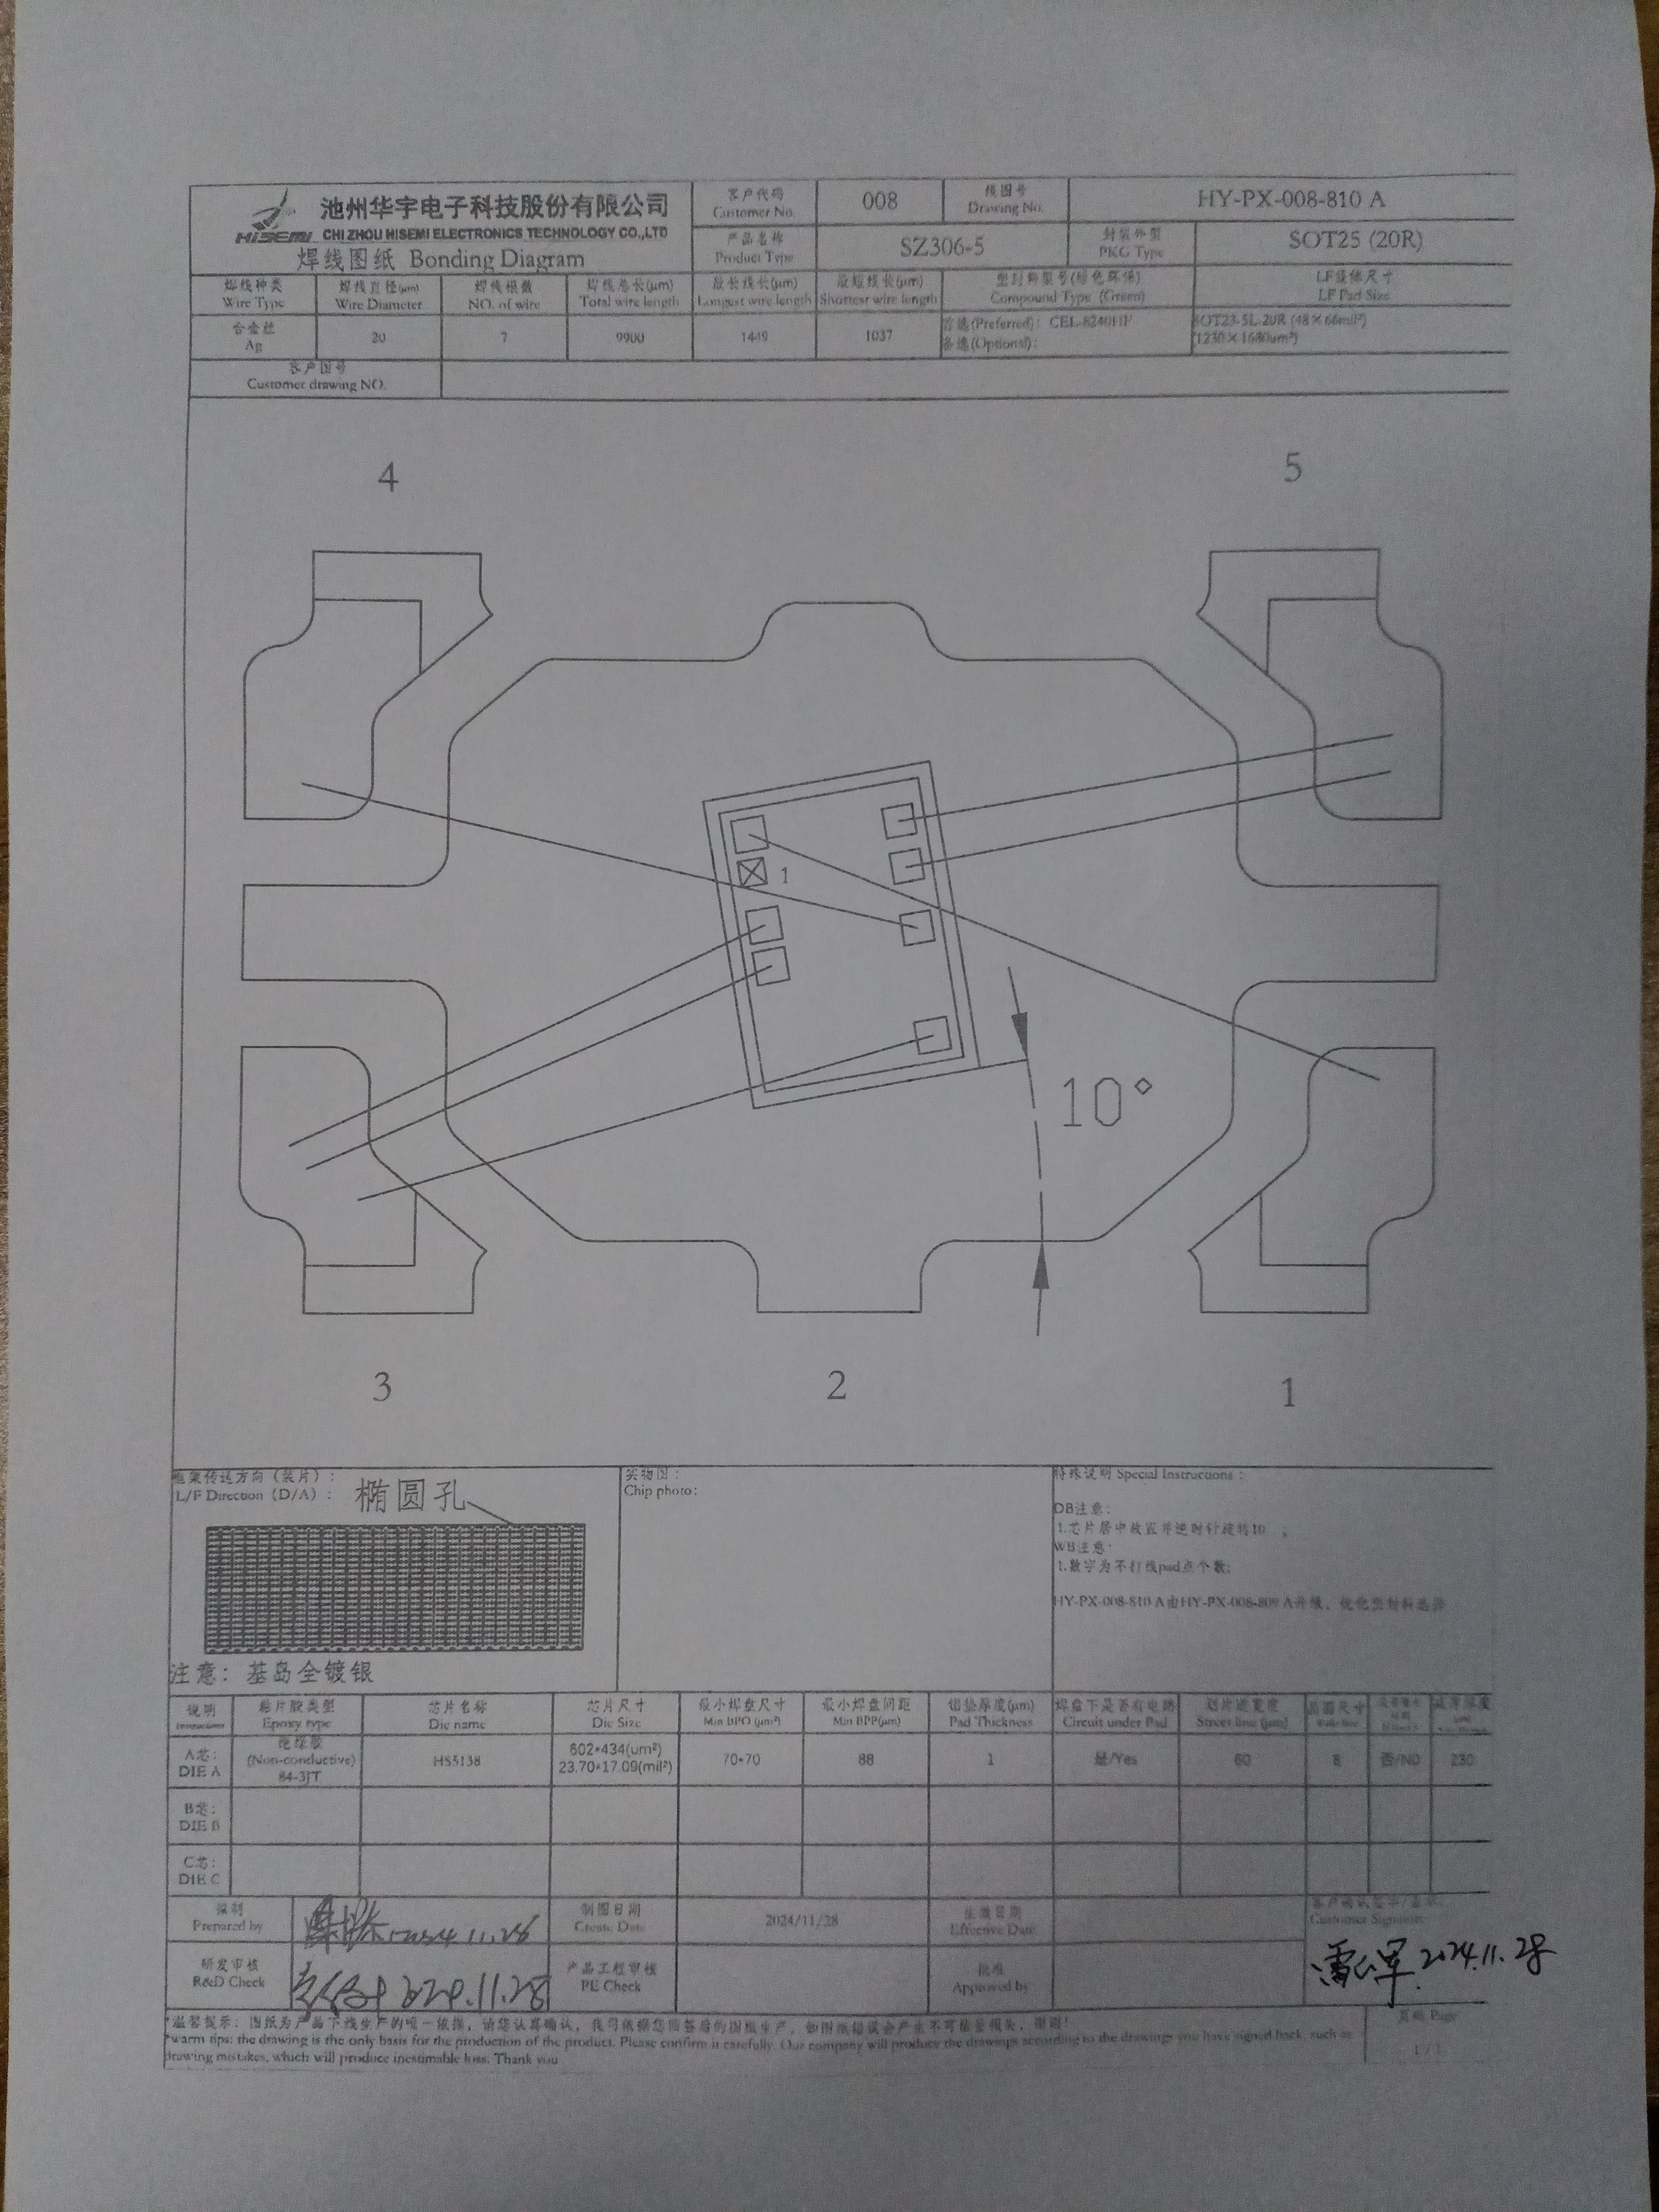 池州华宇电子科技股份有限公司
HISEMI CHI ZHOU HISEMI ELECTRONICS TECHNOLOGY CO.,LTD
焊线图纸 Bonding Diagram
客户代码
Customer No.
008
线图号
Drawing No.
HY-PX-008-810 A
产品名称
Product Type
SZ306-5
封装外型
PKG Type
SOT25 (20R)
焊线种类
Wire Type
焊线直径(μm)
Wire Diameter
焊线根数
NO. of wire
焊线总长(μm)
Total wire length
最长线长(μm)
Longest wire length
最短线长(μm)
Shortest wire length
塑封料型号(绿色环保)
Compound Type (Green)
LF载体尺寸
LF Pad Size
合金丝
Ag
20
7
9900
1449
1037
首选(Preferred): CEL-8240HF
备选(Optional):
SOT23-5L-20R (48×66mil²)
(1230×1680um²)
客户图号
Customer drawing NO.
4
5
1
10°
3
2
1
框架传送方向(装片):
L/F Direction (D/A):
椭圆孔
注意: 基岛全镀银
实物图:
Chip photo:
特殊说明 Special Instructions:
DB注意:
1.芯片居中放置并逆时针旋转10
WB注意:
1.数字为不打线pad点个数;
HY-PX-008-810 A由HY-PX-008-809 A升级, 优化塑封料选择
说明
粘片胶类型
Epoxy type
芯片名称
Die name
芯片尺寸
Die Size
最小焊盘尺寸
Min BPO (μm²)
最小焊盘间距
Min BPP(μm)
铝垫厚度(μm)
Pad Thickness
焊盘下是否有电路
Circuit under Pad
划片道宽度
Street line (μm)
晶圆尺寸
A芯:
DIE A
绝缘胶
(Non-conductive)
84-3JT
HS5138
602*434(um²)
23.70*17.09(mil²)
70*70
88
1
是/Yes
60
8
否/NO
230
B芯:
DIE B
C芯:
DIE C
编制
Prepared by
2024.11.28
制图日期
Create Date
2024/11/28
生效日期
Effective Date
Customer Signature
研发审核
R&D Check
2024.11.28
产品工程审核
PE Check
批准
Approved by
2024.11.28
*温馨提示: 图纸为产品下线生产的唯一依据, 请您认真确认, 我司依据您回签后的图纸生产, 如图纸错误会产生不可估量损失, 谢谢!
*warm tips: the drawing is the only basis for the production of the product. Please confirm it carefully. Our company will produce the drawings according to the drawings you have signed back, such as
drawing mistakes, which will produce inestimable loss. Thank you
页码 Page
1 / 1